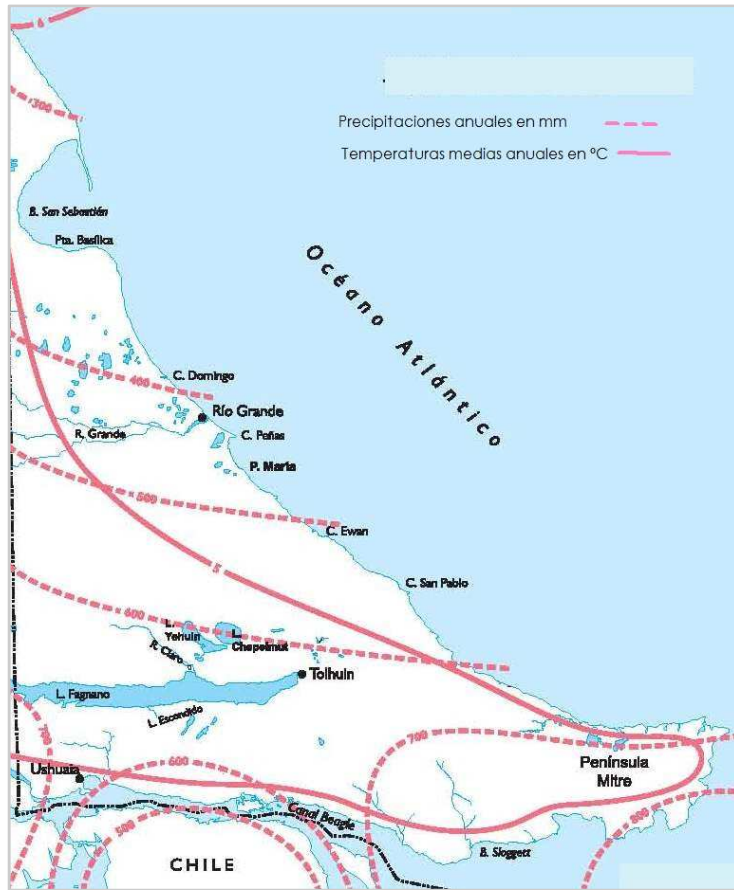 6
Precipitaciones anuales en mm
300
Temperaturas medias anuales en ºC
B. San Sebastián
Pta. Basílica
Océano Atlántico
C. Domingo
400
Río Grande
R. Grande
C. Peñas
P. María
500
C. Ewan
5
C. San Pablo
600
L. Yehuin
L. Chepelmut
R. Claro
Tolhuin
L. Fagnano
L. Escondido
700
700
600
Península
Mitre
Ushuaia
500
Canal Beagle
800
B. Sloggett
CHILE